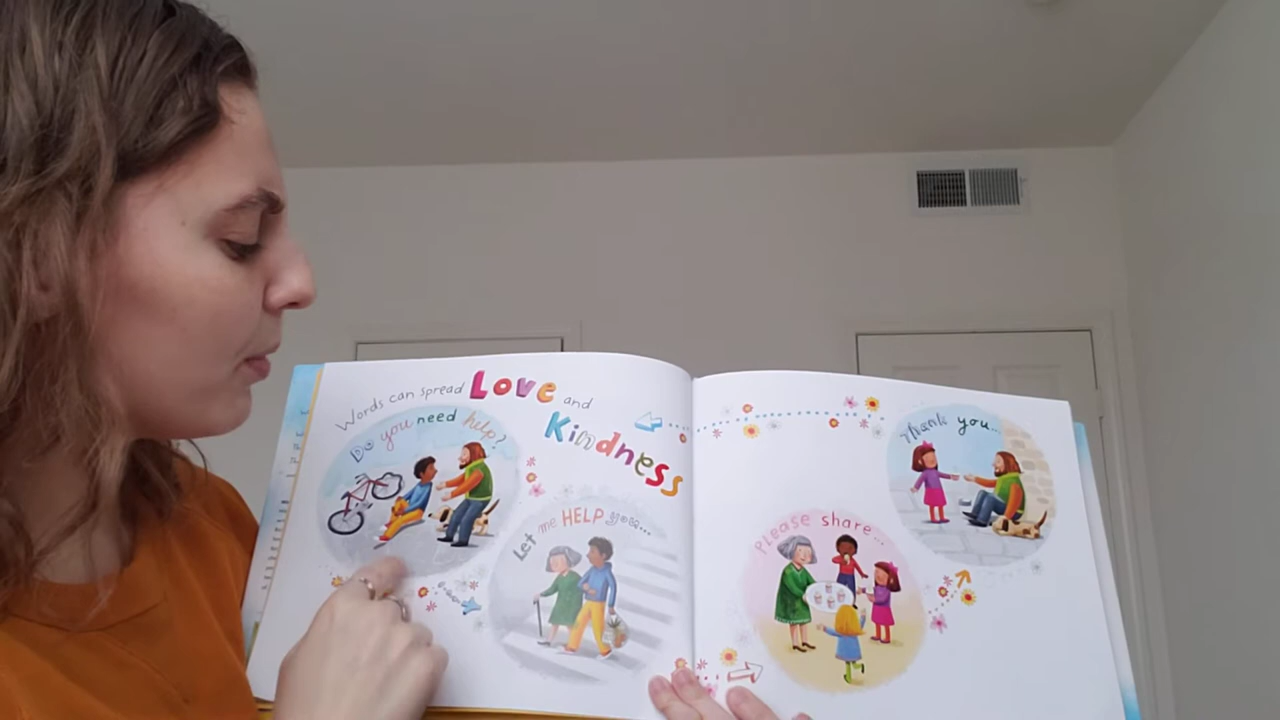 Words can spread Love and
Kindness
Do you need help?
Let me HELP you...
Please share...
Thank you...